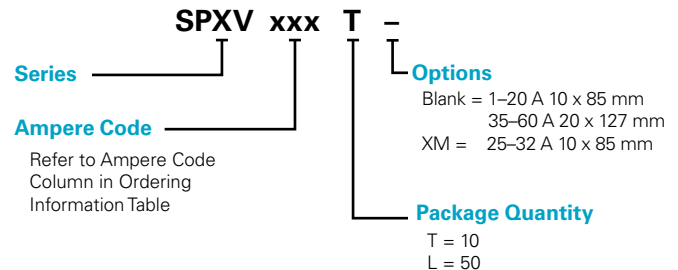 SPXV xxx T –
Series
Ampere Code
Refer to Ampere Code
Column in Ordering
Information Table
Options
Blank = 1–20 A 10 x 85 mm
35–60 A 20 x 127 mm
XM = 25–32 A 10 x 85 mm
Package Quantity
T = 10
L = 50